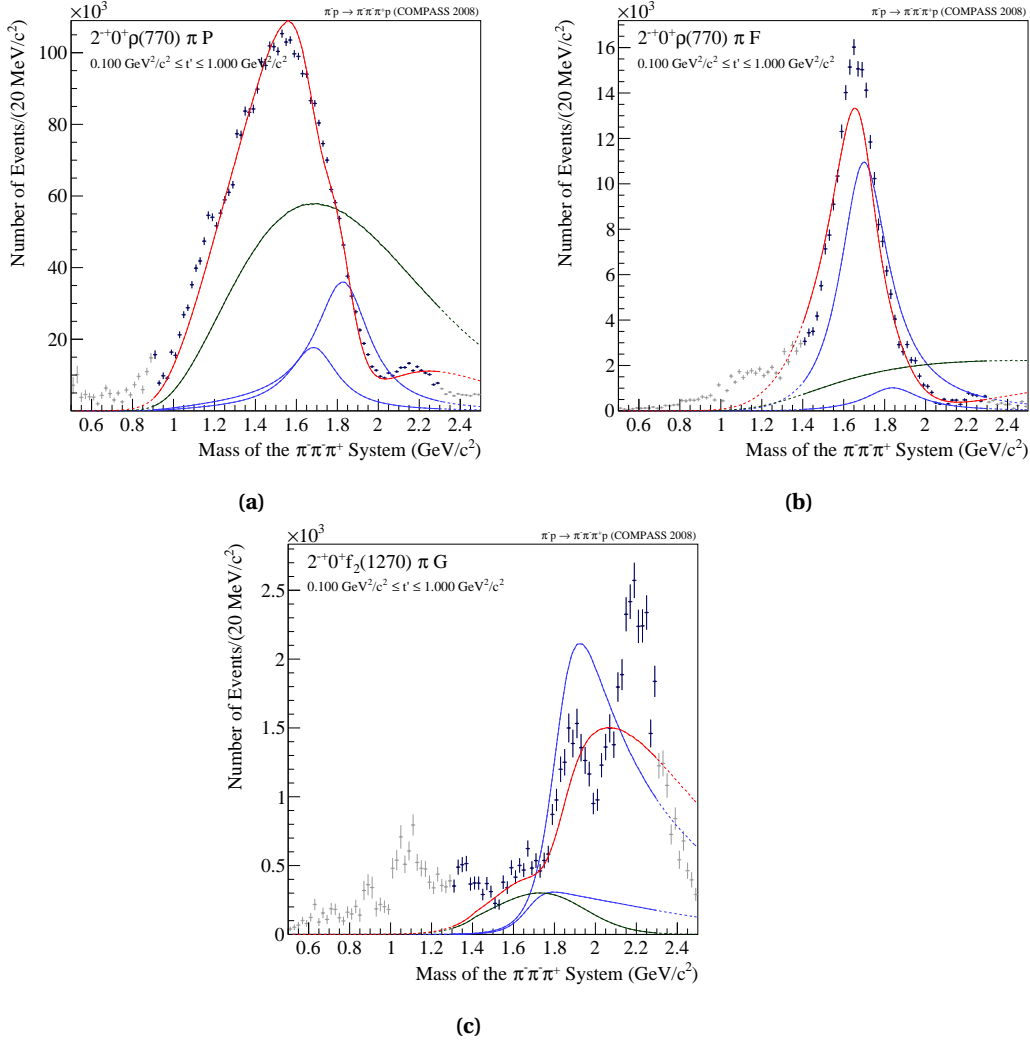 π⁻p → π⁻π⁻π⁺p (COMPASS 2008)
×10³
2⁻⁺0⁺ρ(770) π P
0.100 GeV²/c² ≤ t' ≤ 1.000 GeV²/c²
Number of Events/(20 MeV/c²)
100
80
60
40
20
0.6 0.8 1 1.2 1.4 1.6 1.8 2 2.2 2.4
Mass of the π⁻π⁻π⁺ System (GeV/c²)
(a)
π⁻p → π⁻π⁻π⁺p (COMPASS 2008)
×10³
2⁻⁺0⁺ρ(770) π F
0.100 GeV²/c² ≤ t' ≤ 1.000 GeV²/c²
Number of Events/(20 MeV/c²)
16
14
12
10
8
6
4
2
0
0.6 0.8 1 1.2 1.4 1.6 1.8 2 2.2 2.4
Mass of the π⁻π⁻π⁺ System (GeV/c²)
(b)
π⁻p → π⁻π⁻π⁺p (COMPASS 2008)
×10³
2⁻⁺0⁺f₂(1270) π G
0.100 GeV²/c² ≤ t' ≤ 1.000 GeV²/c²
Number of Events/(20 MeV/c²)
2.5
2
1.5
1
0.5
0
0.6 0.8 1 1.2 1.4 1.6 1.8 2 2.2 2.4
Mass of the π⁻π⁻π⁺ System (GeV/c²)
(c)